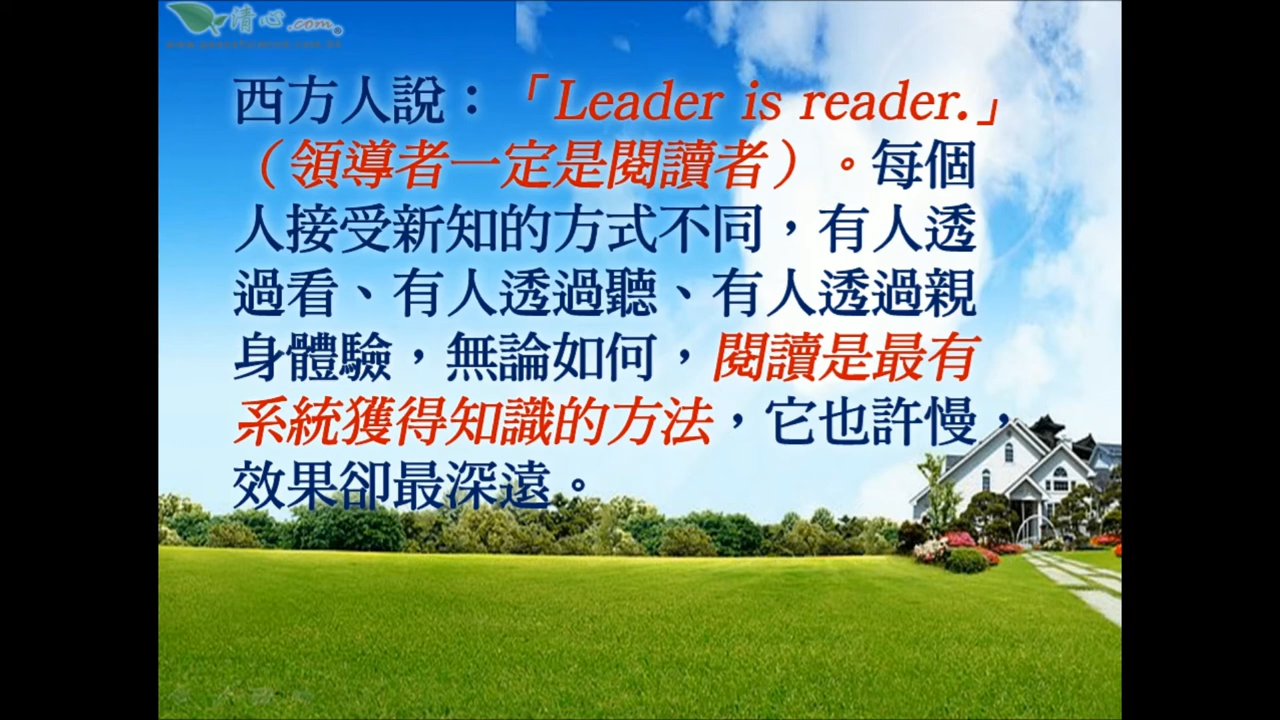 清心.com
西方人說：「Leader is reader.」
（領導者一定是閱讀者）。每個
人接受新知的方式不同，有人透
過看、有人透過聽、有人透過親
身體驗，無論如何，閱讀是最有
系統獲得知識的方法，它也許慢，
效果卻最深遠。